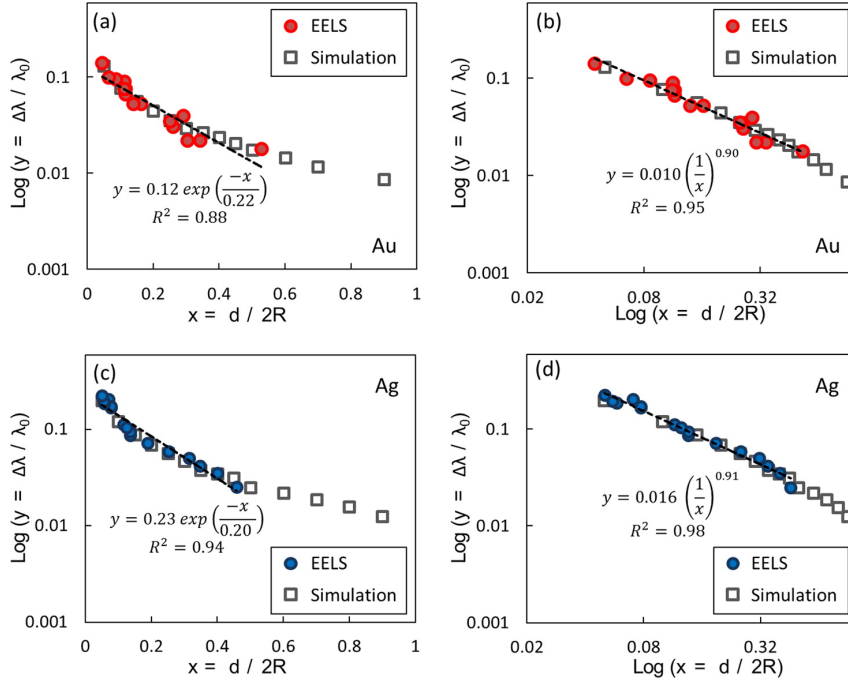 (a)
EELS
Simulation
Log (y = Δλ / λ0)
0.1
0.01
0.001
y = 0.12 exp(-x/0.22)
R² = 0.88
Au
0
0.2
0.4
0.6
0.8
1
x = d / 2R
(b)
EELS
Simulation
Log (y = Δλ / λ0)
0.1
0.01
0.001
y = 0.010 (1/x)^0.90
R² = 0.95
Au
0.02
0.08
0.32
Log (x = d / 2R)
(c)
Ag
Log (y = Δλ / λ0)
0.1
0.01
0.001
y = 0.23 exp(-x/0.20)
R² = 0.94
EELS
Simulation
0
0.2
0.4
0.6
0.8
1
x = d / 2R
(d)
Ag
Log (y = Δλ / λ0)
0.1
0.01
0.001
y = 0.016 (1/x)^0.91
R² = 0.98
EELS
Simulation
0.02
0.08
0.32
Log (x = d / 2R)